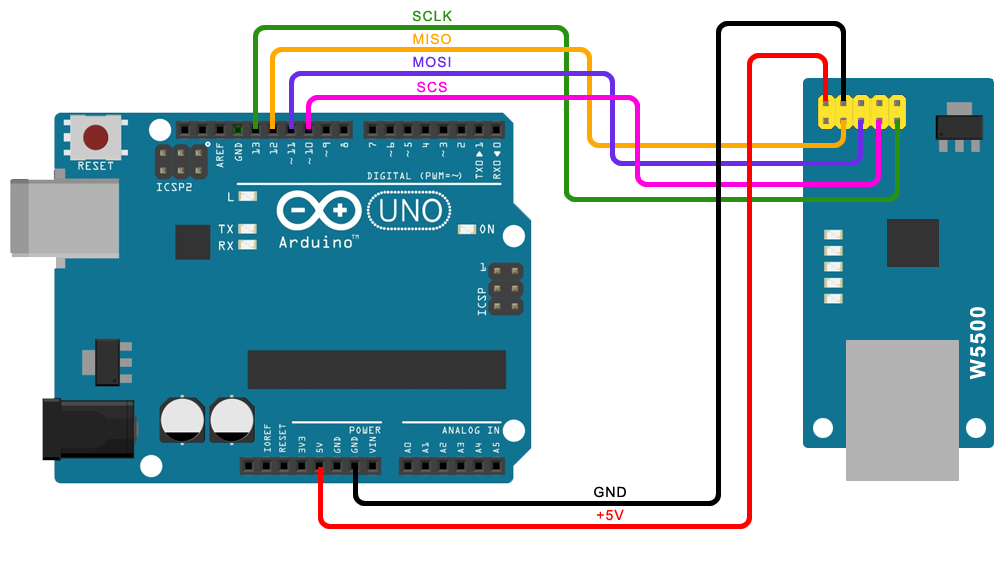 SCLK
MISO
MOSI
SCS
RESET
ICSP2
AREF
GND
13
12
~11
~10
~9
8
7
~6
~5
4
~3
2
TX0▶1
RX0◀0
DIGITAL (PWM=~)
L
TX
RX
UNO
Arduino™
ON
1
ICSP
W5500
IOREF
RESET
3V3
5V
GND
GND
VIN
POWER
A0
A1
A2
A3
A4
A5
ANALOG IN
GND
+5V